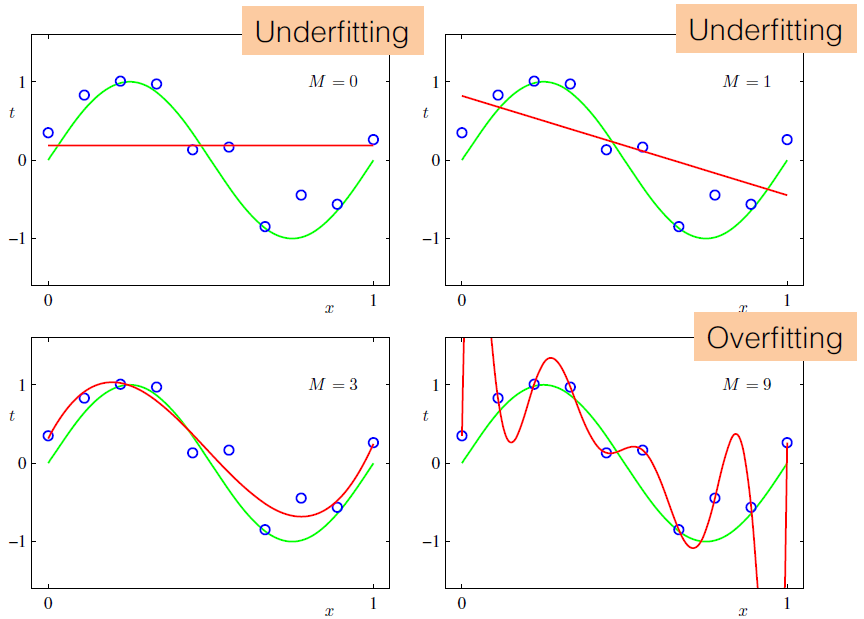 Underfitting
M = 0
1
t
0
−1
0
x
1
Underfitting
M = 1
1
t
0
−1
0
x
1
M = 3
1
t
0
−1
0
x
1
Overfitting
M = 9
1
t
0
−1
0
x
1